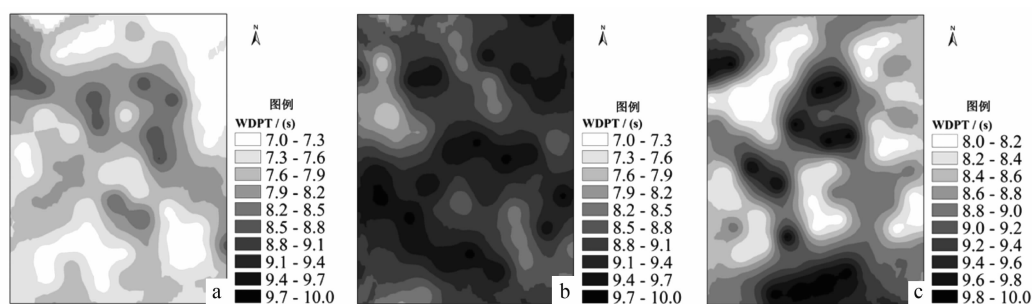 N
图例
WDPT / (s)
7.0 - 7.3
7.3 - 7.6
7.6 - 7.9
7.9 - 8.2
8.2 - 8.5
8.5 - 8.8
8.8 - 9.1
9.1 - 9.4
9.4 - 9.7
9.7 - 10.0
a
N
图例
WDPT / (s)
7.0 - 7.3
7.3 - 7.6
7.6 - 7.9
7.9 - 8.2
8.2 - 8.5
8.5 - 8.8
8.8 - 9.1
9.1 - 9.4
9.4 - 9.7
9.7 - 10.0
b
N
图例
WDPT / (s)
8.0 - 8.2
8.2 - 8.4
8.4 - 8.6
8.6 - 8.8
8.8 - 9.0
9.0 - 9.2
9.2 - 9.4
9.4 - 9.6
9.6 - 9.8
9.8 - 10.0
c